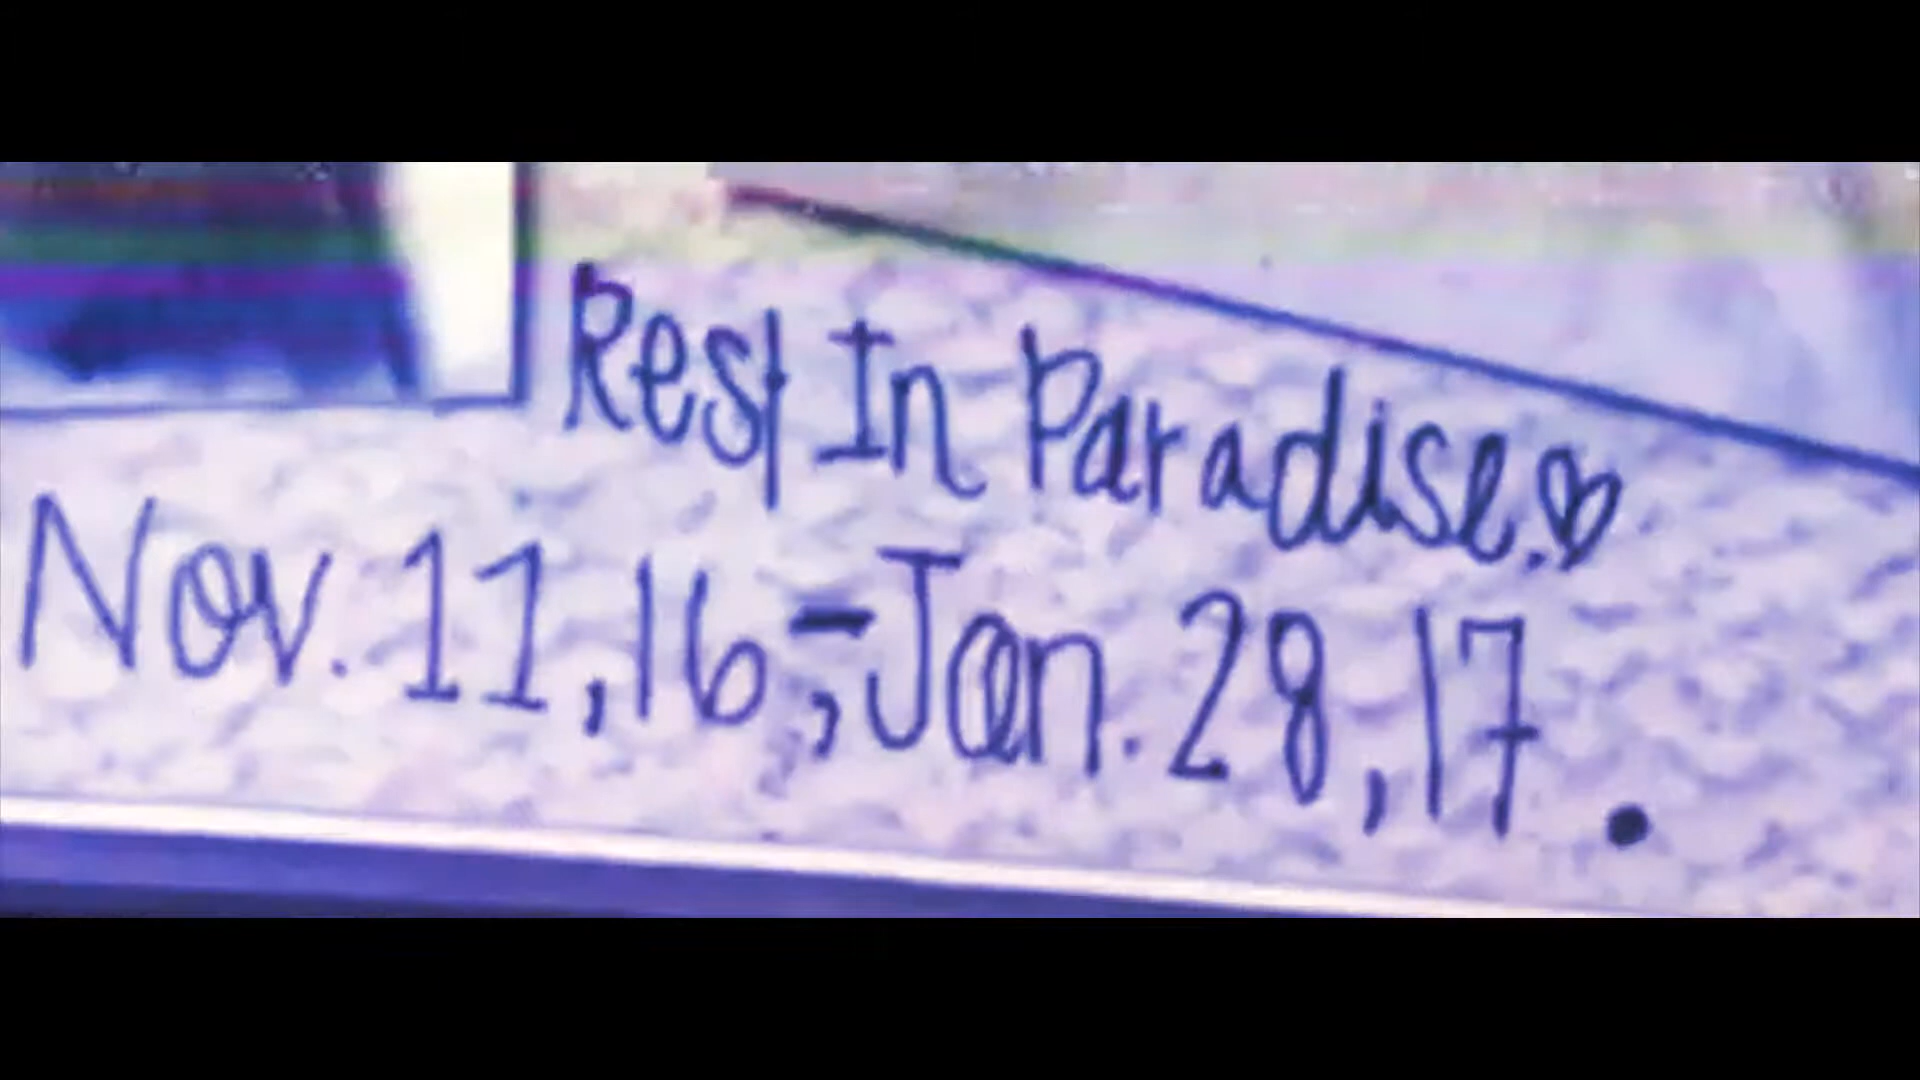 Rest In Paradise.♡
Nov. 11,16,-Jan. 28,17.